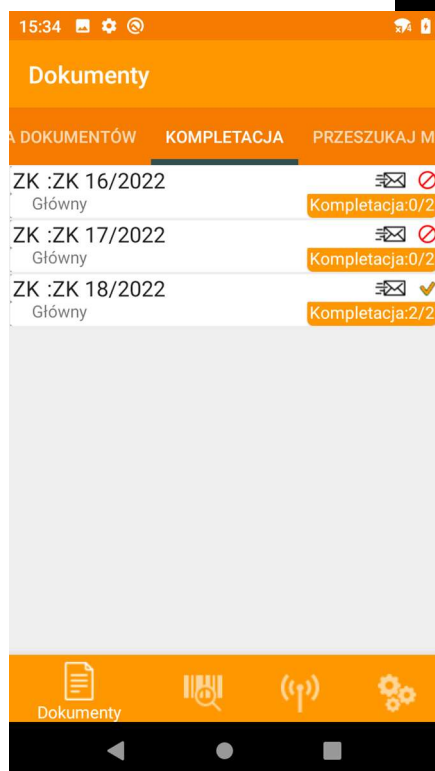 15:34
Dokumenty
A DOKUMENTÓW KOMPLETACJA PRZESZUKAJ M
ZK :ZK 16/2022
Główny Kompletacja:0/2
ZK :ZK 17/2022
Główny Kompletacja:0/2
ZK :ZK 18/2022
Główny Kompletacja:2/2
Dokumenty